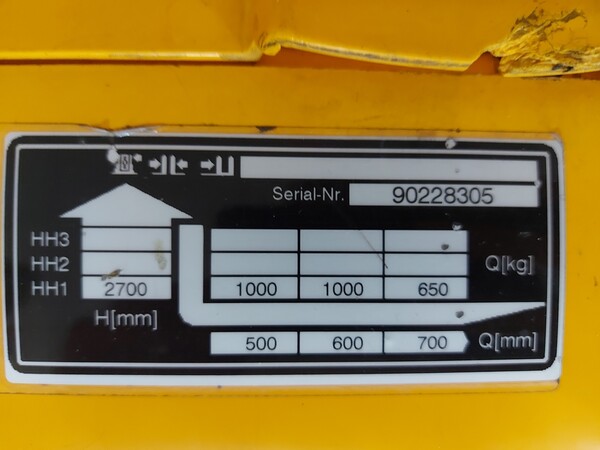 Serial-Nr. 90228305
HH3
HH2 Q[kg]
HH1 2700 1000 1000 650
H[mm]
500 600 700 Q[mm]